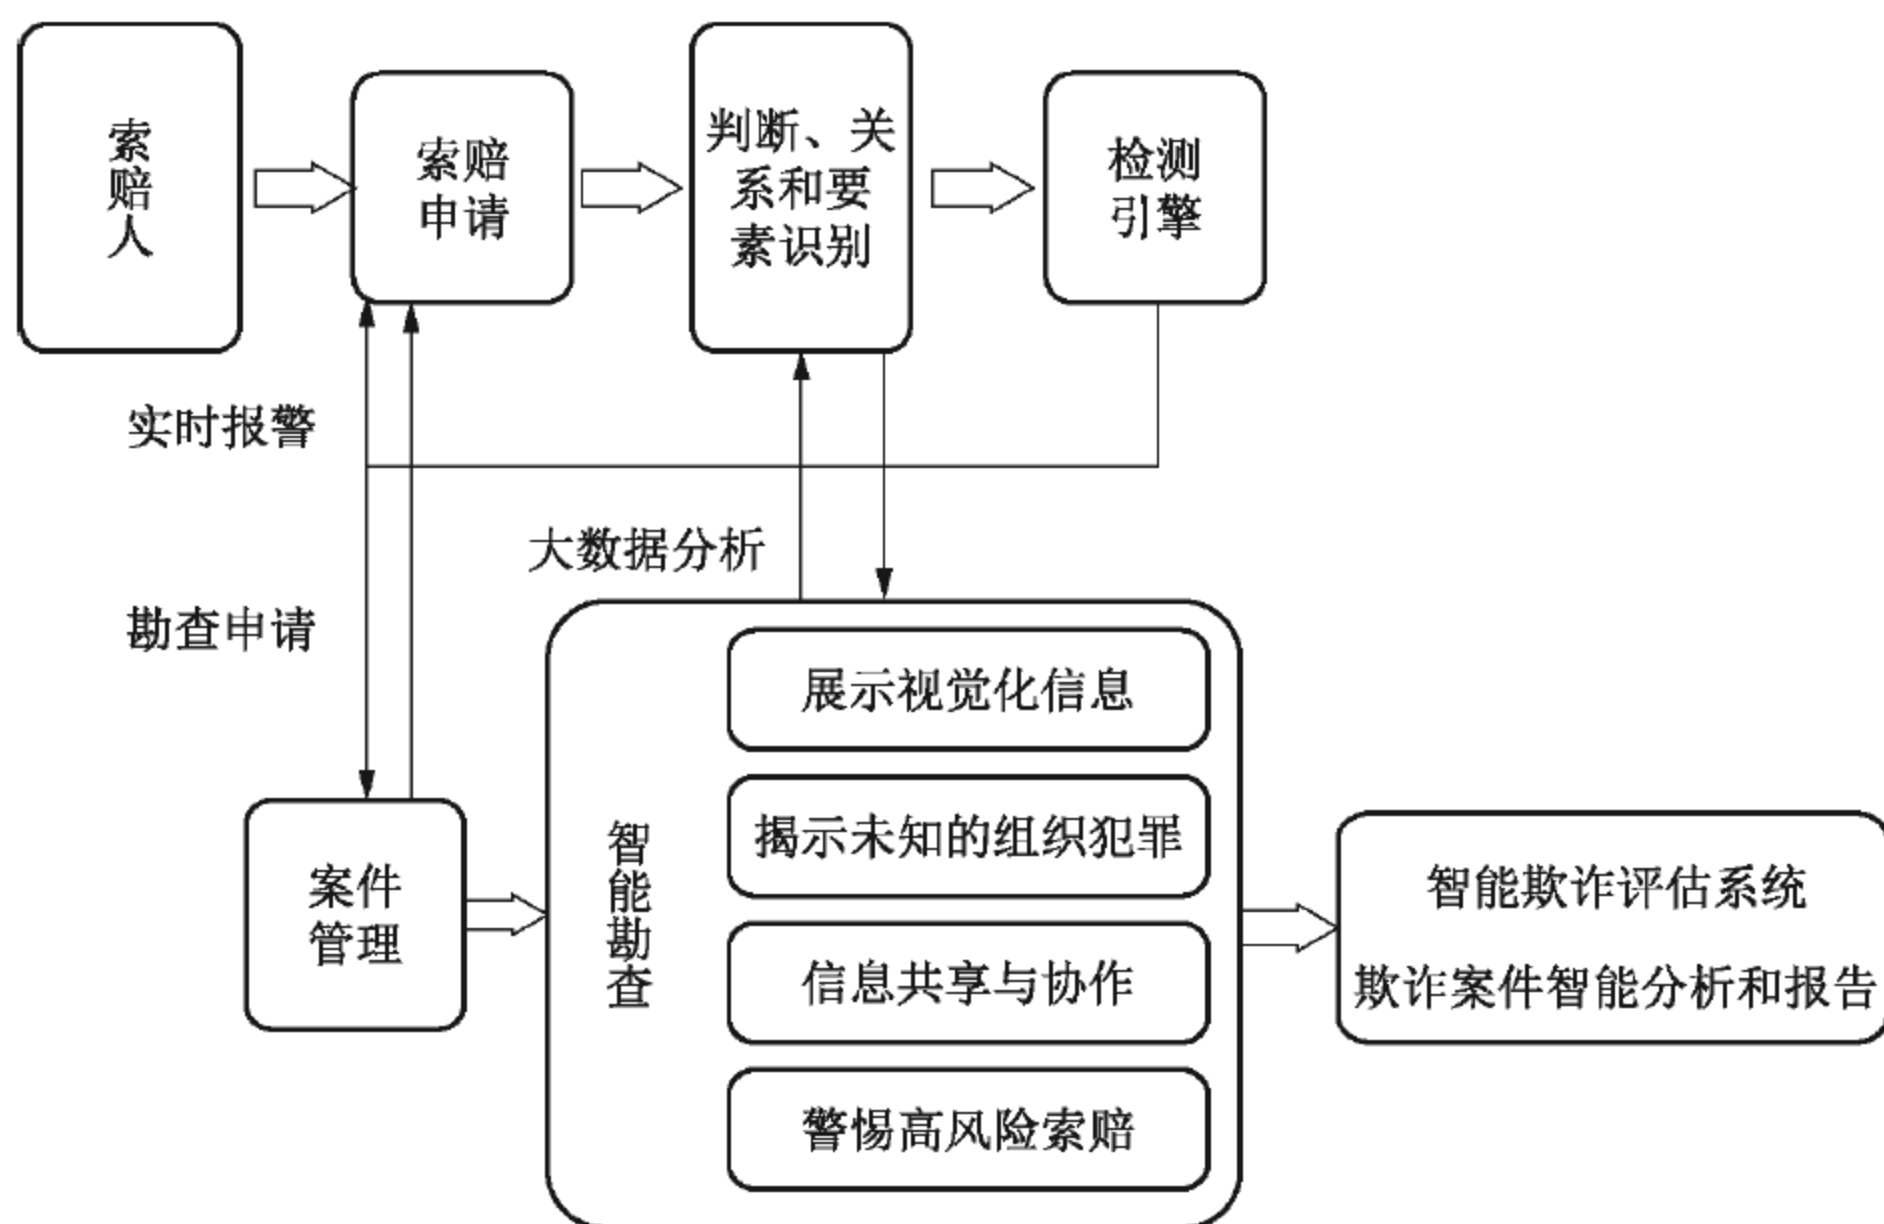 索
赔
人
索赔
申请
判断、关
系和要
素识别
检测
引擎
实时报警
大数据分析
勘查申请
案件
管理
智
能
勘
查
展示视觉化信息
揭示未知的组织犯罪
信息共享与协作
警惕高风险索赔
智能欺诈评估系统
欺诈案件智能分析和报告